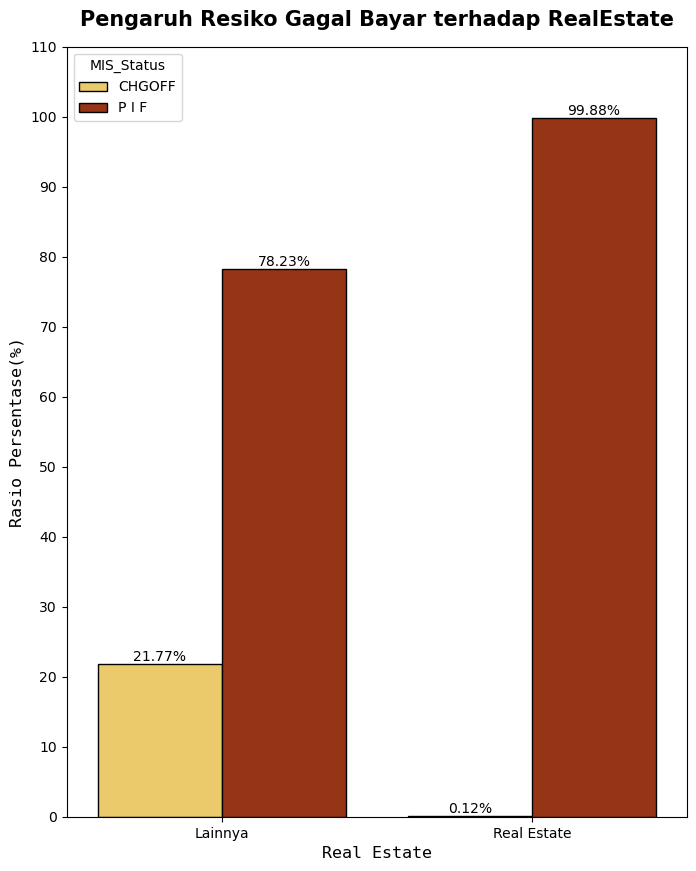 Pengaruh Resiko Gagal Bayar terhadap RealEstate
MIS_Status
CHGOFF
P I F
Rasio Persentase(%)
110
100
90
80
70
60
50
40
30
20
10
0
21.77%
78.23%
0.12%
99.88%
Lainnya
Real Estate
Real Estate